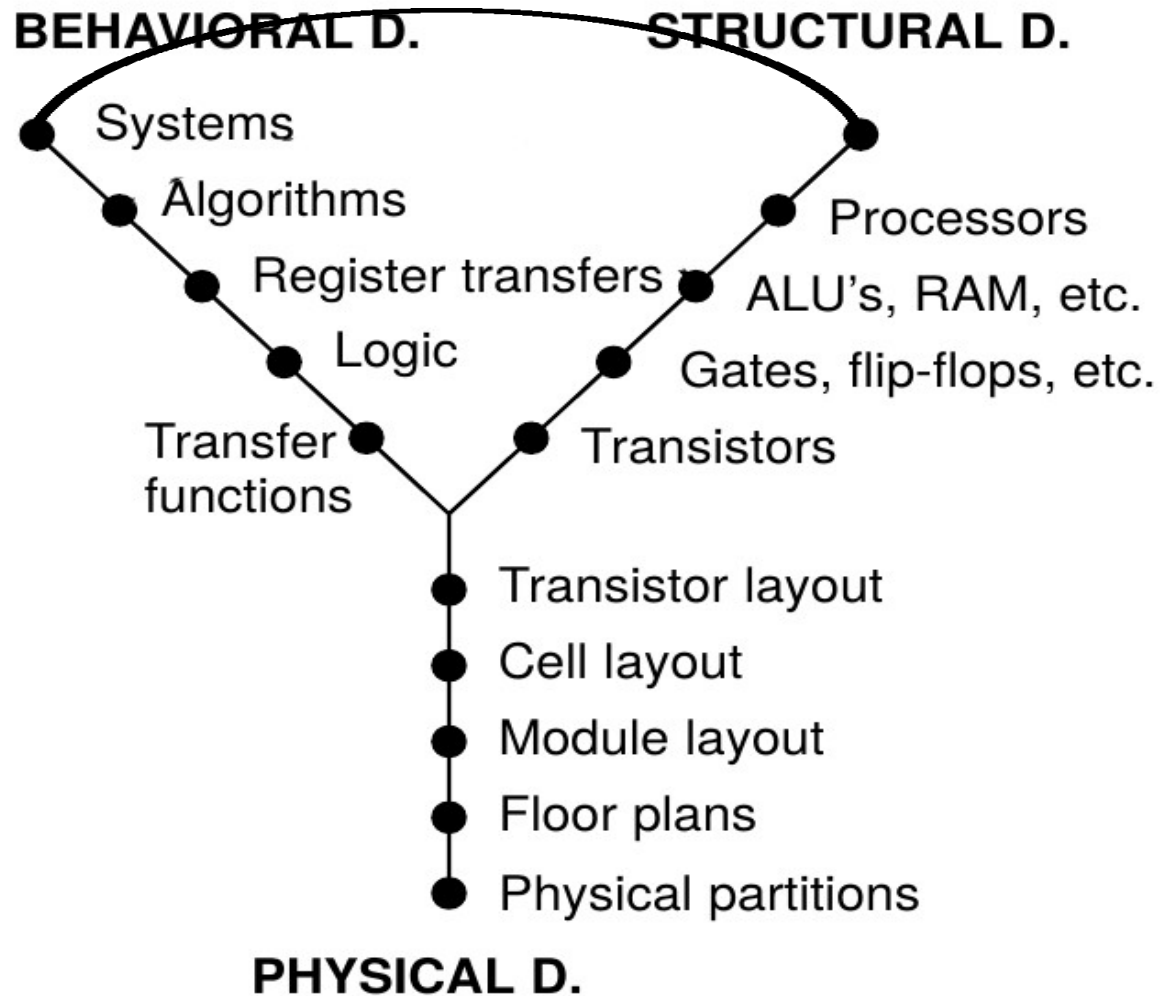 BEHAVIORAL D.
STRUCTURAL D.
Systems
Algorithms
Processors
Register transfers
ALU's, RAM, etc.
Logic
Gates, flip-flops, etc.
Transfer
functions
Transistors
Transistor layout
Cell layout
Module layout
Floor plans
Physical partitions
PHYSICAL D.